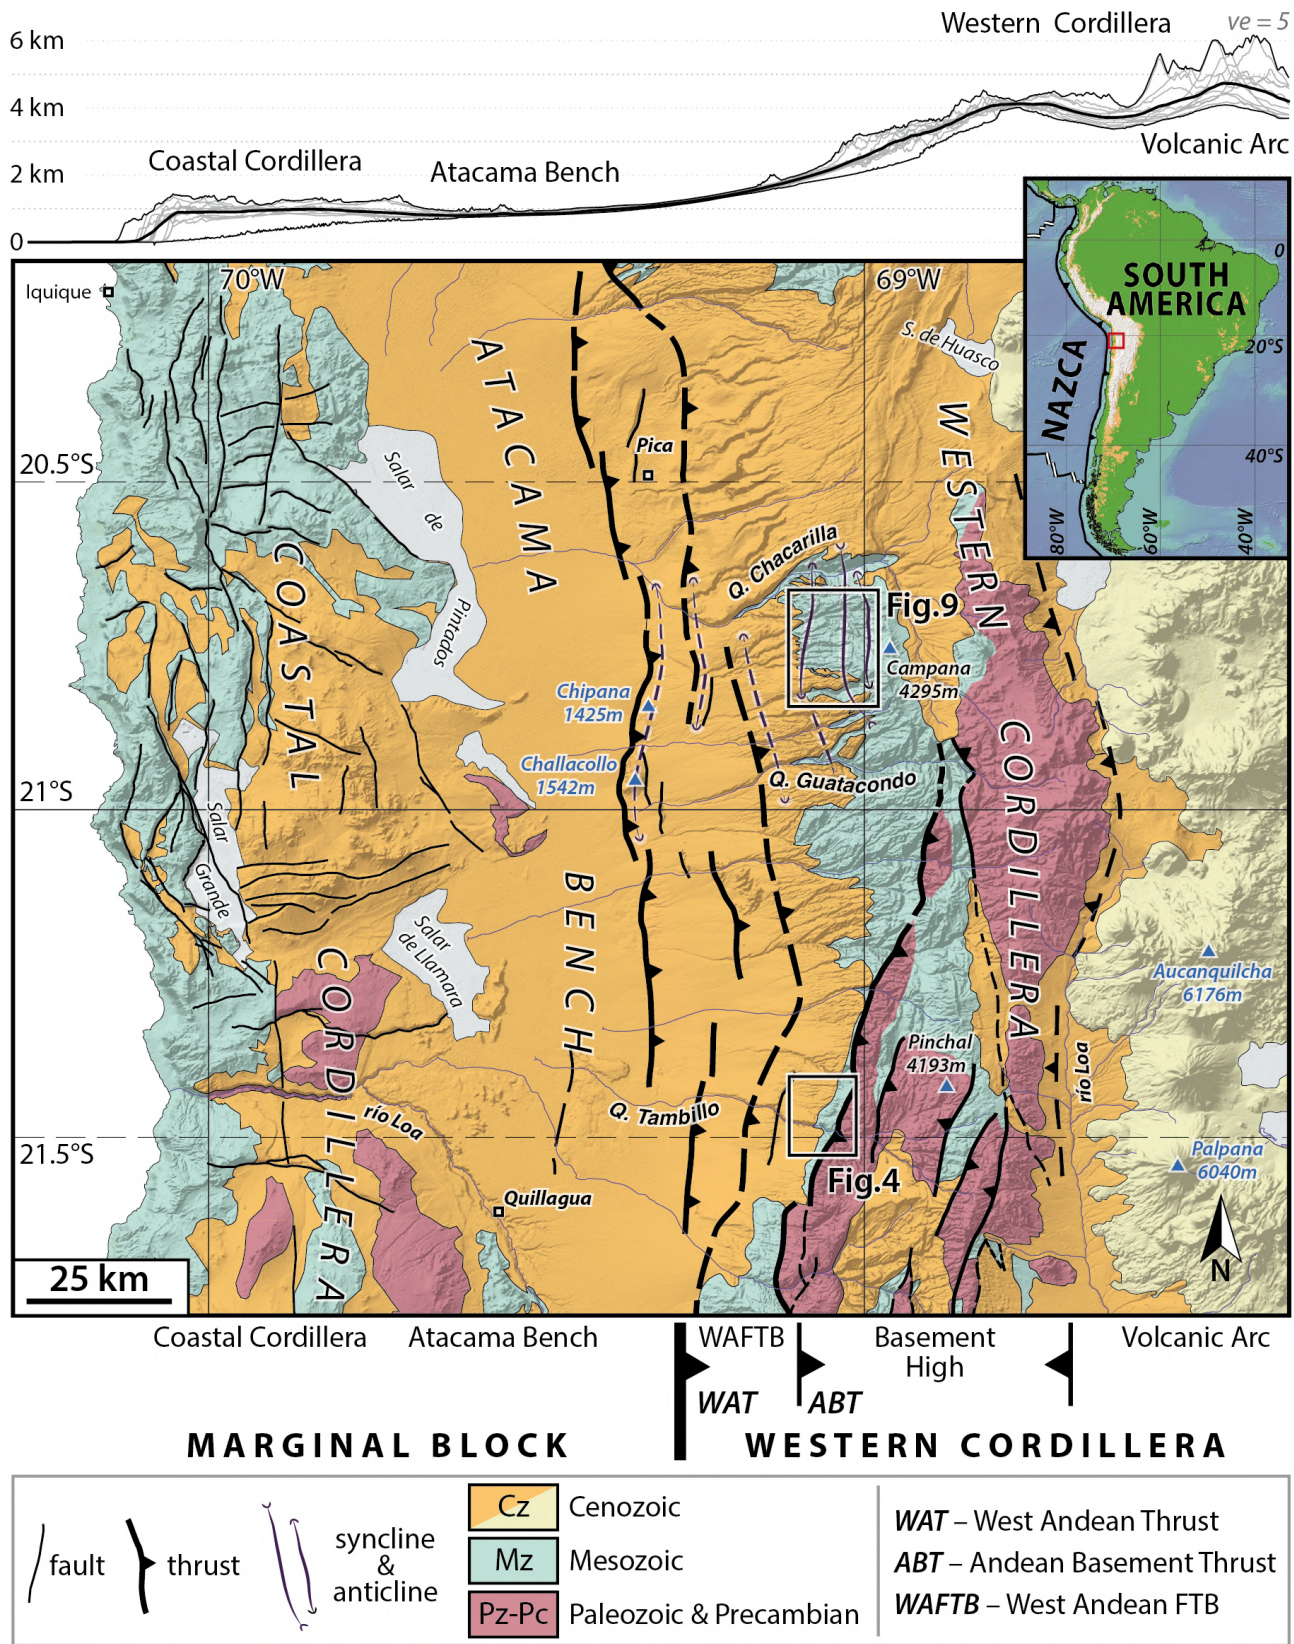 Western Cordillera
ve = 5
6 km
4 km
2 km
0
Coastal Cordillera
Atacama Bench
Volcanic Arc
SOUTH
AMERICA
NAZCA
0
20°S
40°S
80°W
60°W
40°W
Iquique
70°W
69°W
S. de Huasco
20.5°S
21°S
21.5°S
ATACAMA
BENCH
COASTAL
CORDILLERA
WESTERN
CORDILLERA
Pica
Salar
de
Pintados
Q. Chacarilla
Fig.9
Campana
4295m
Chipana
1425m
Challacollo
1542m
Q. Guatacondo
Salar
Grande
Salar
de Llamara
Aucanquilcha
6176m
Pinchal
4193m
río Loa
río Loa
Q. Tambillo
Fig.4
Quillagua
Palpana
6040m
N
25 km
Coastal Cordillera
Atacama Bench
WAFTB
Basement
High
Volcanic Arc
WAT
ABT
MARGINAL BLOCK
WESTERN CORDILLERA
fault
thrust
syncline
&
anticline
Cz
Cenozoic
Mz
Mesozoic
Pz-Pc
Paleozoic & Precambian
WAT – West Andean Thrust
ABT – Andean Basement Thrust
WAFTB – West Andean FTB